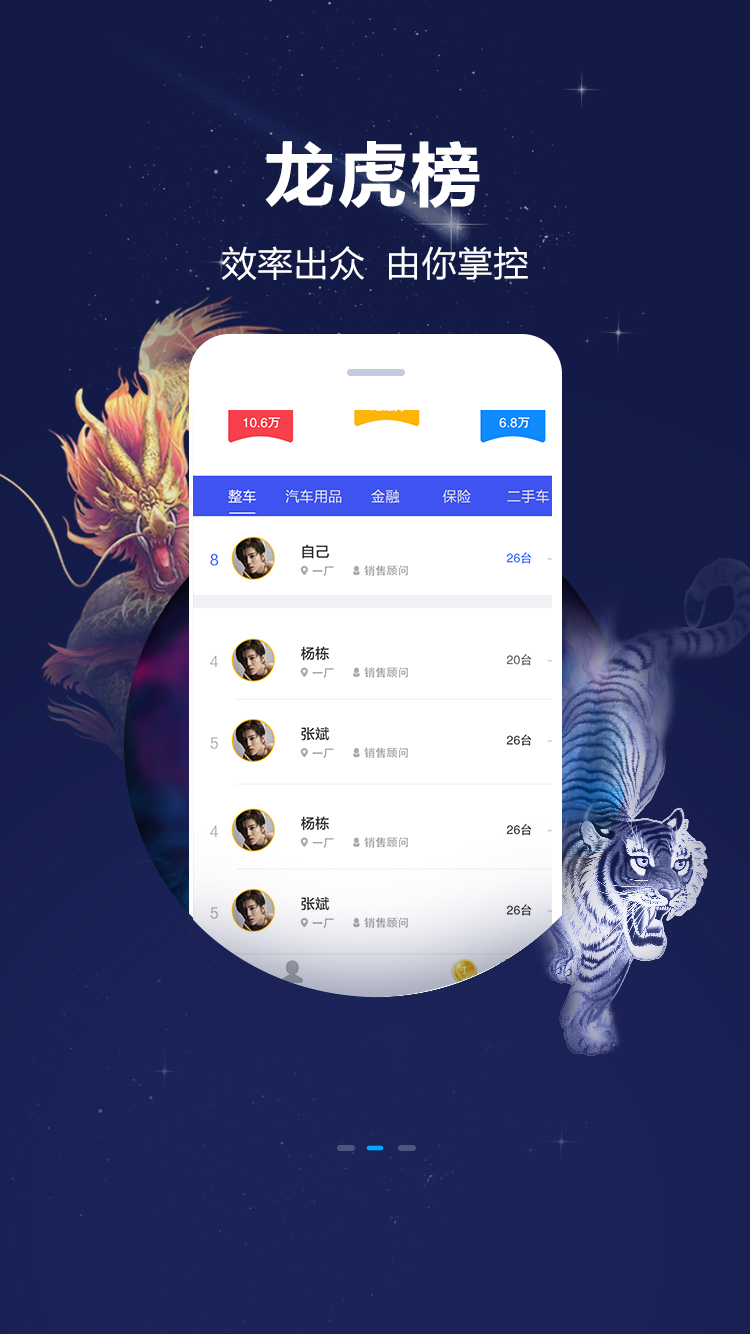 龙虎榜
效率出众 由你掌控
10.6万
6.8万
整车 汽车用品 金融 保险 二手车
8 自己 26台
一厂 销售顾问
4 杨栋 20台
一厂 销售顾问
5 张斌 26台
一厂 销售顾问
4 杨栋 26台
一厂 销售顾问
5 张斌 26台
一厂 销售顾问